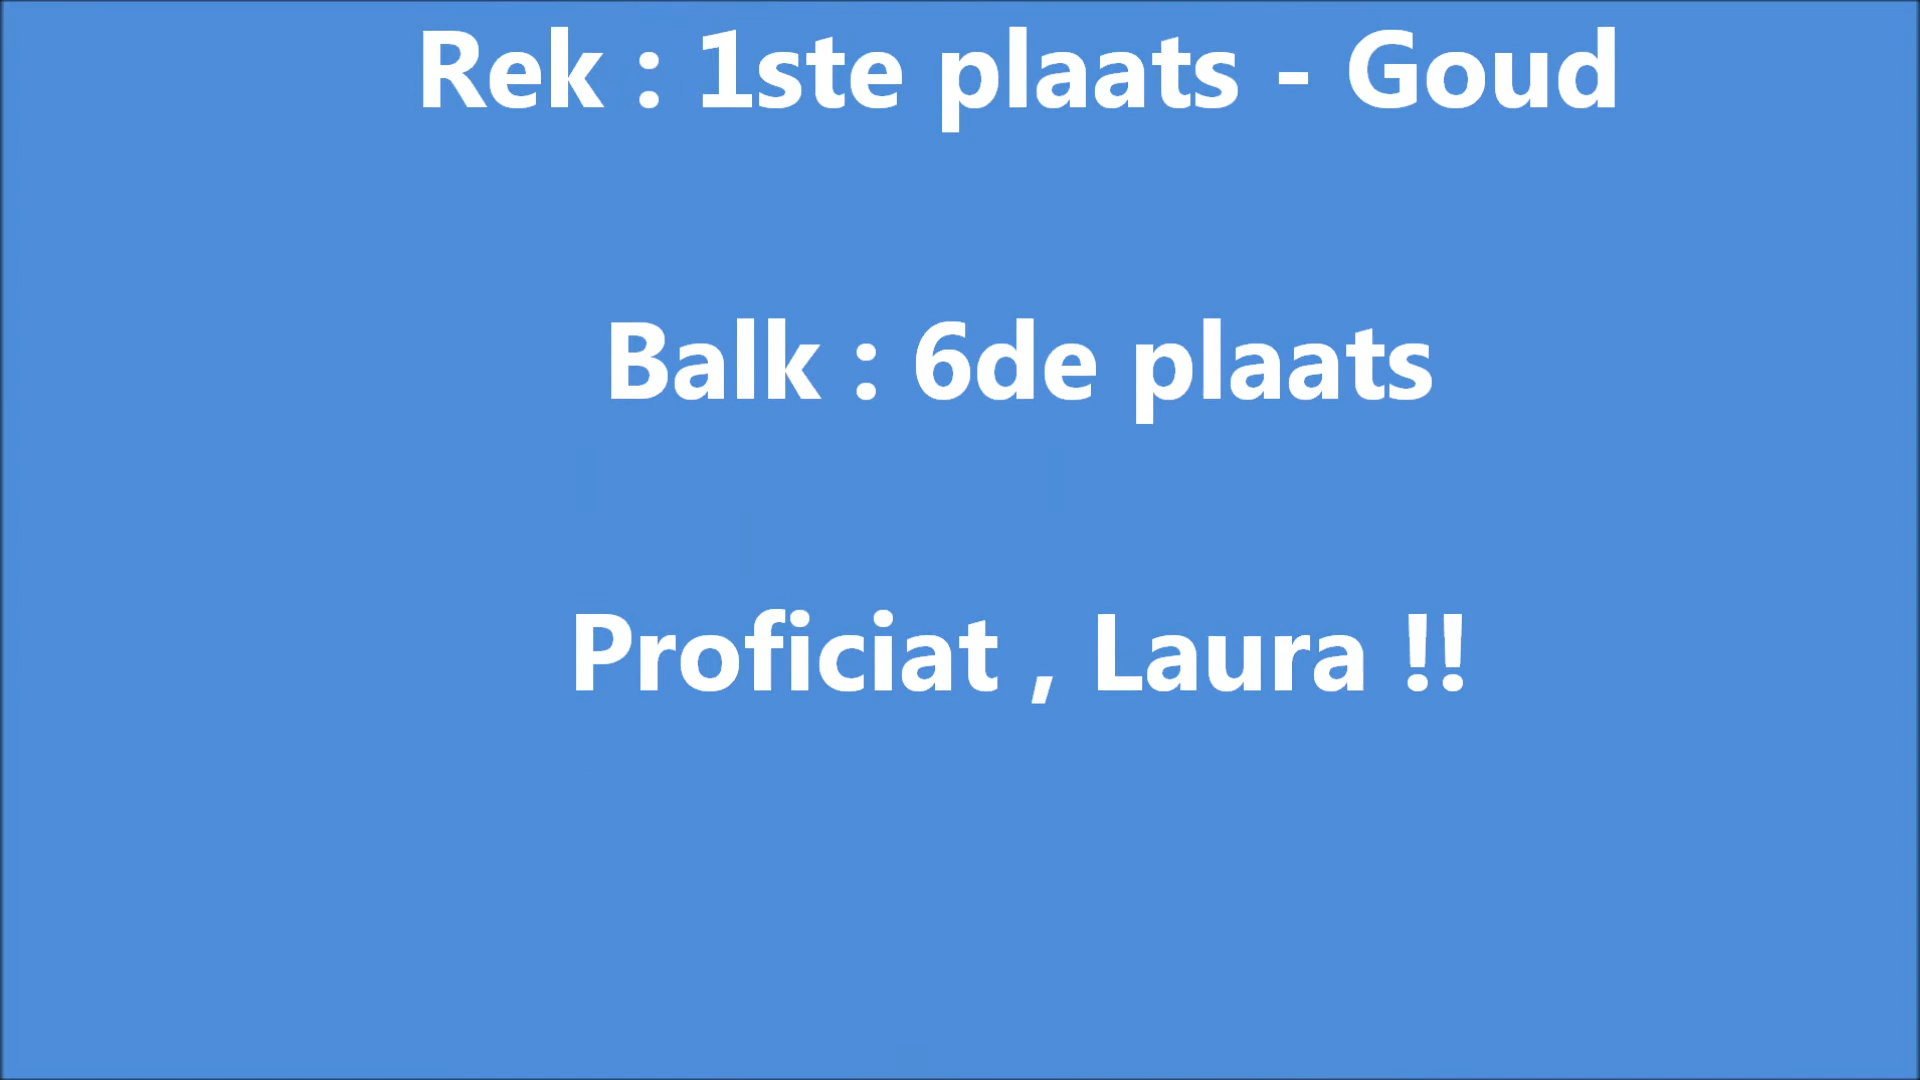 Rek : 1ste plaats - Goud
Balk : 6de plaats
Proficiat , Laura !!